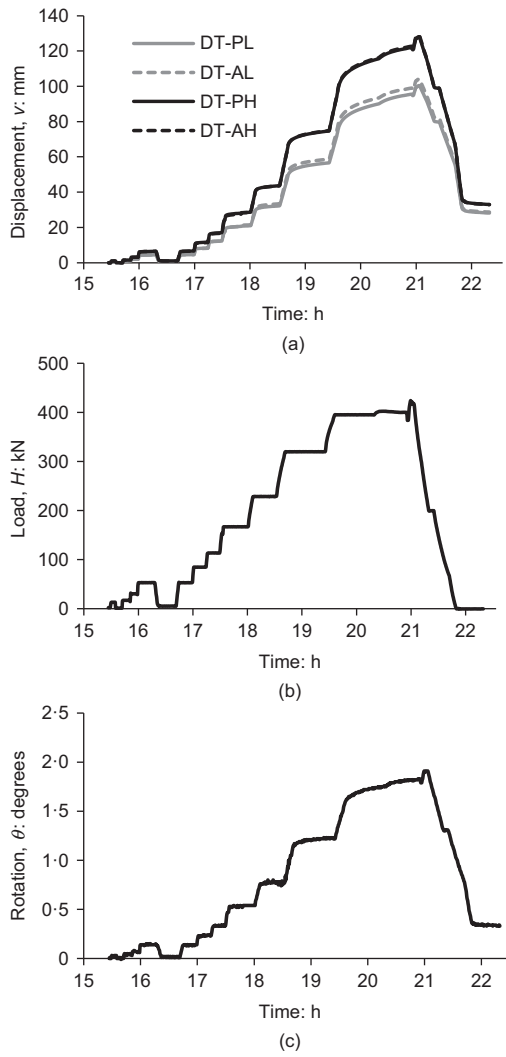 140
120
100
80
60
40
20
0
Displacement, v: mm
DT-PL
DT-AL
DT-PH
DT-AH
15 16 17 18 19 20 21 22
Time: h
(a)
500
400
300
200
100
0
Load, H: kN
15 16 17 18 19 20 21 22
Time: h
(b)
2·5
2·0
1·5
1·0
0·5
0
Rotation, θ: degrees
15 16 17 18 19 20 21 22
Time: h
(c)